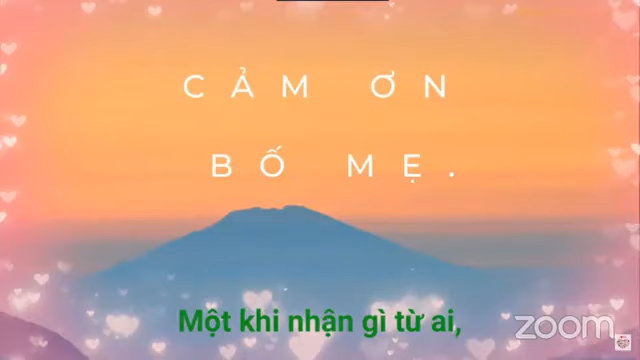 CẢM ƠN
BỐ MẸ.
Một khi nhận gì từ ai,
zoom